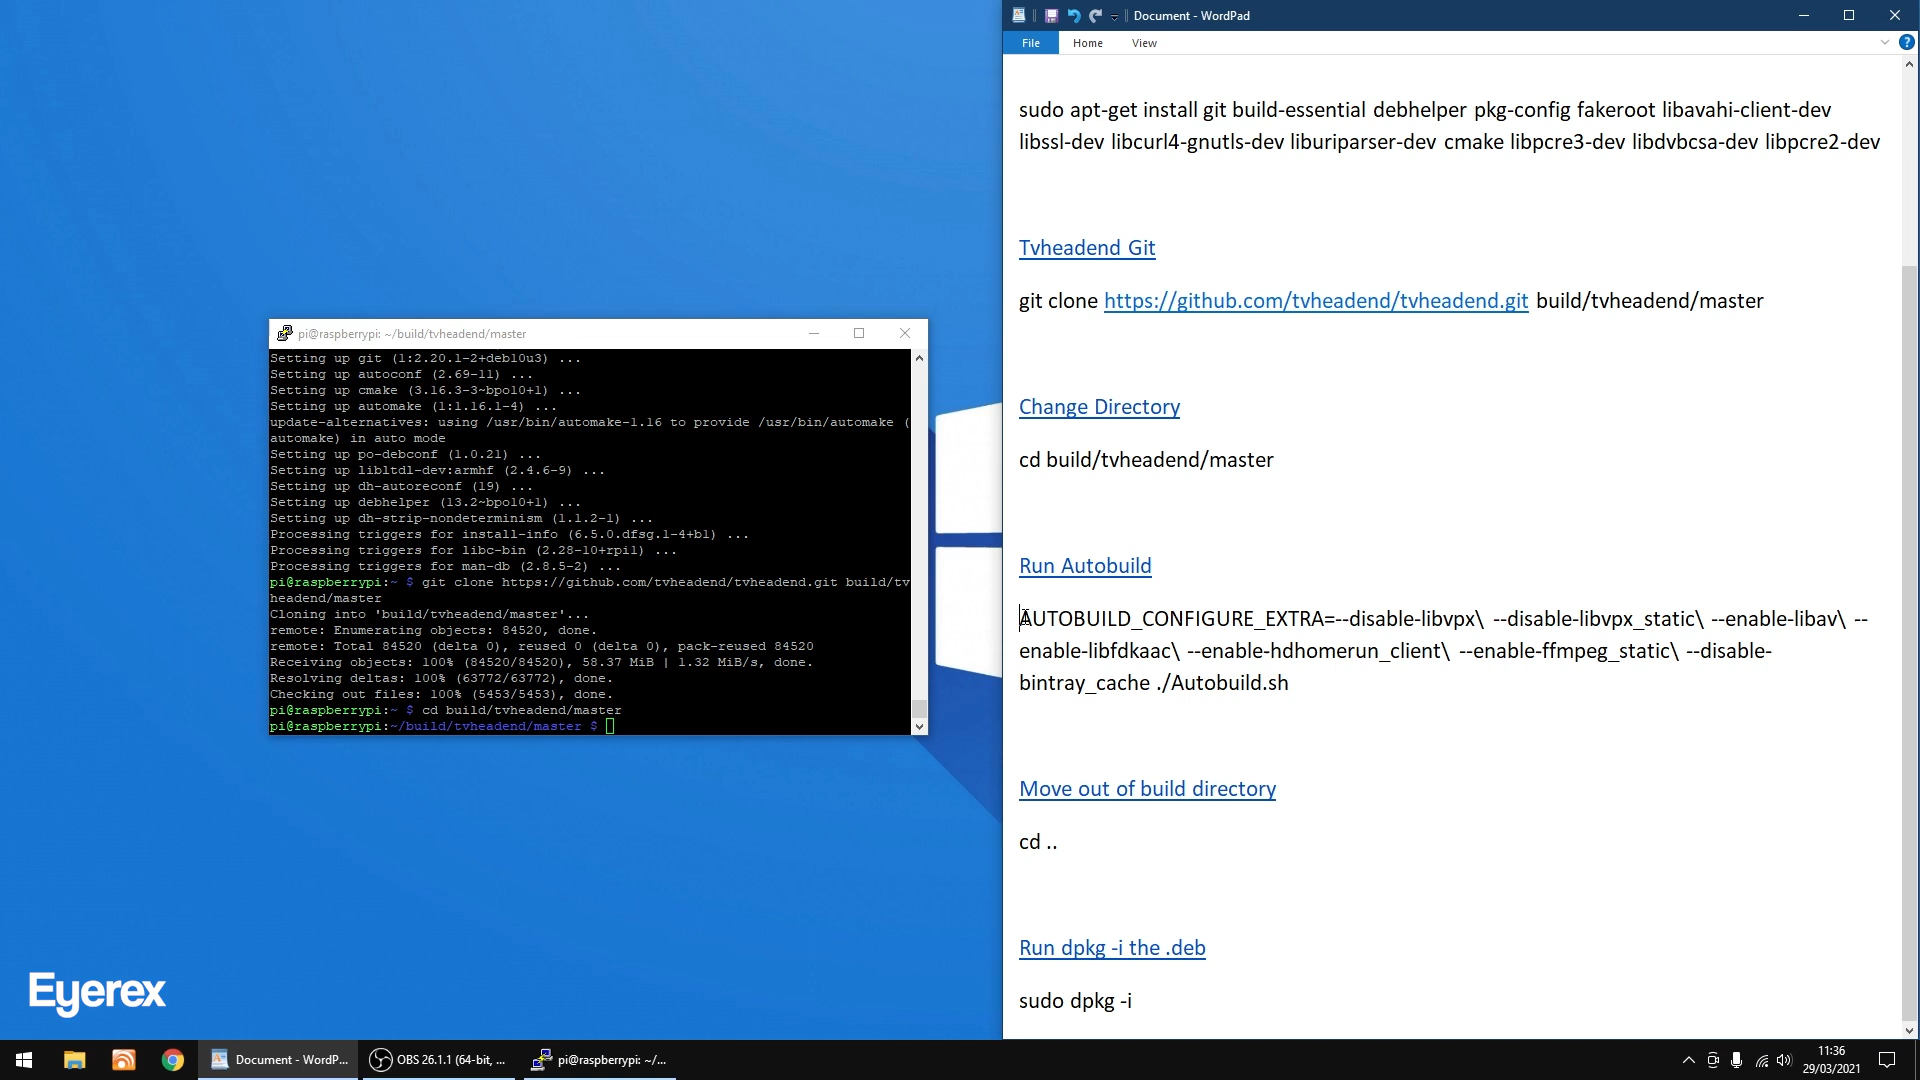 Document - WordPad
File Home View
sudo apt-get install git build-essential debhelper pkg-config fakeroot libavahi-client-dev
libssl-dev libcurl4-gnutls-dev liburiparser-dev cmake libpcre3-dev libdvbcsa-dev libpcre2-dev
Tvheadend Git
git clone https://github.com/tvheadend/tvheadend.git build/tvheadend/master
Change Directory
cd build/tvheadend/master
Run Autobuild
AUTOBUILD_CONFIGURE_EXTRA=--disable-libvpx\ --disable-libvpx_static\ --enable-libav\ --
enable-libfdkaac\ --enable-hdhomerun_client\ --enable-ffmpeg_static\ --disable-
bintray_cache ./Autobuild.sh
Move out of build directory
cd ..
Run dpkg -i the .deb
sudo dpkg -i
pi@raspberrypi: ~/build/tvheadend/master
Setting up git (1:2.20.1-2+deb10u3) ...
Setting up autoconf (2.69-11) ...
Setting up cmake (3.16.3-3~bpo10+1) ...
Setting up automake (1:1.16.1-4) ...
update-alternatives: using /usr/bin/automake-1.16 to provide /usr/bin/automake (
automake) in auto mode
Setting up po-debconf (1.0.21) ...
Setting up libltdl-dev:armhf (2.4.6-9) ...
Setting up dh-autoreconf (19) ...
Setting up debhelper (13.2~bpo10+1) ...
Setting up dh-strip-nondeterminism (1.1.2-1) ...
Processing triggers for install-info (6.5.0.dfsg.1-4+b1) ...
Processing triggers for libc-bin (2.28-10+rpi1) ...
Processing triggers for man-db (2.8.5-2) ...
pi@raspberrypi:~ $ git clone https://github.com/tvheadend/tvheadend.git build/tv
headend/master
Cloning into 'build/tvheadend/master'...
remote: Enumerating objects: 84520, done.
remote: Total 84520 (delta 0), reused 0 (delta 0), pack-reused 84520
Receiving objects: 100% (84520/84520), 58.37 MiB | 1.32 MiB/s, done.
Resolving deltas: 100% (63772/63772), done.
Checking out files: 100% (5453/5453), done.
pi@raspberrypi:~ $ cd build/tvheadend/master
pi@raspberrypi:~/build/tvheadend/master $
Eyerex
Document - WordP...
OBS 26.1.1 (64-bit, ...
pi@raspberrypi: ~/...
11:36
29/03/2021